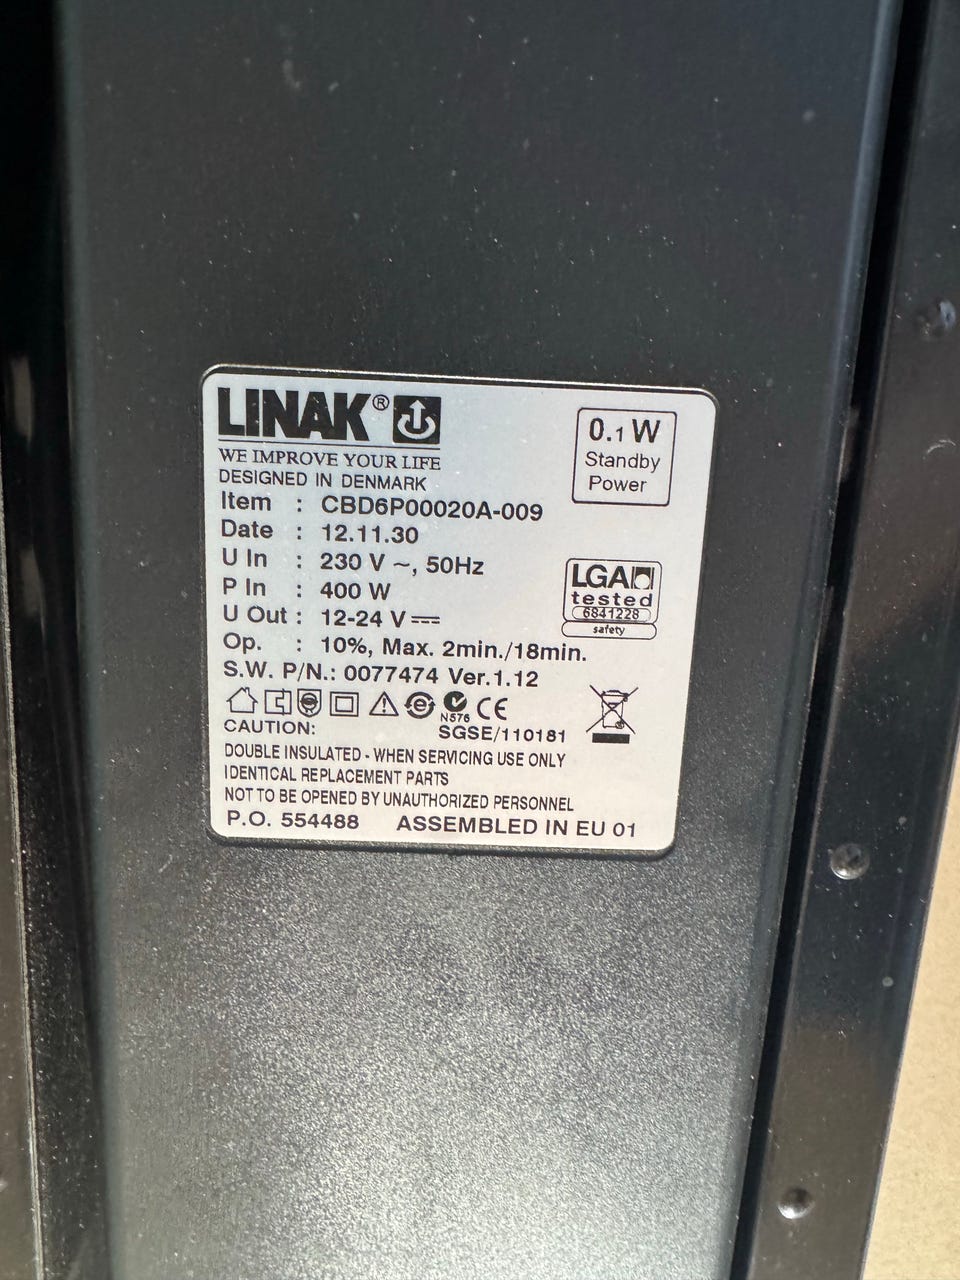 LINAK®
WE IMPROVE YOUR LIFE
DESIGNED IN DENMARK
0.1 W
Standby
Power
Item : CBD6P00020A-009
Date : 12.11.30
U In : 230 V ~, 50Hz
P In : 400 W
U Out : 12-24 V ⎓
Op. : 10%, Max. 2min./18min.
S.W. P/N.: 0077474 Ver.1.12
LGA
tested
6841228
safety
N576
CE
CAUTION:
SGSE/110181
DOUBLE INSULATED - WHEN SERVICING USE ONLY
IDENTICAL REPLACEMENT PARTS
NOT TO BE OPENED BY UNAUTHORIZED PERSONNEL
P.O. 554488 ASSEMBLED IN EU 01